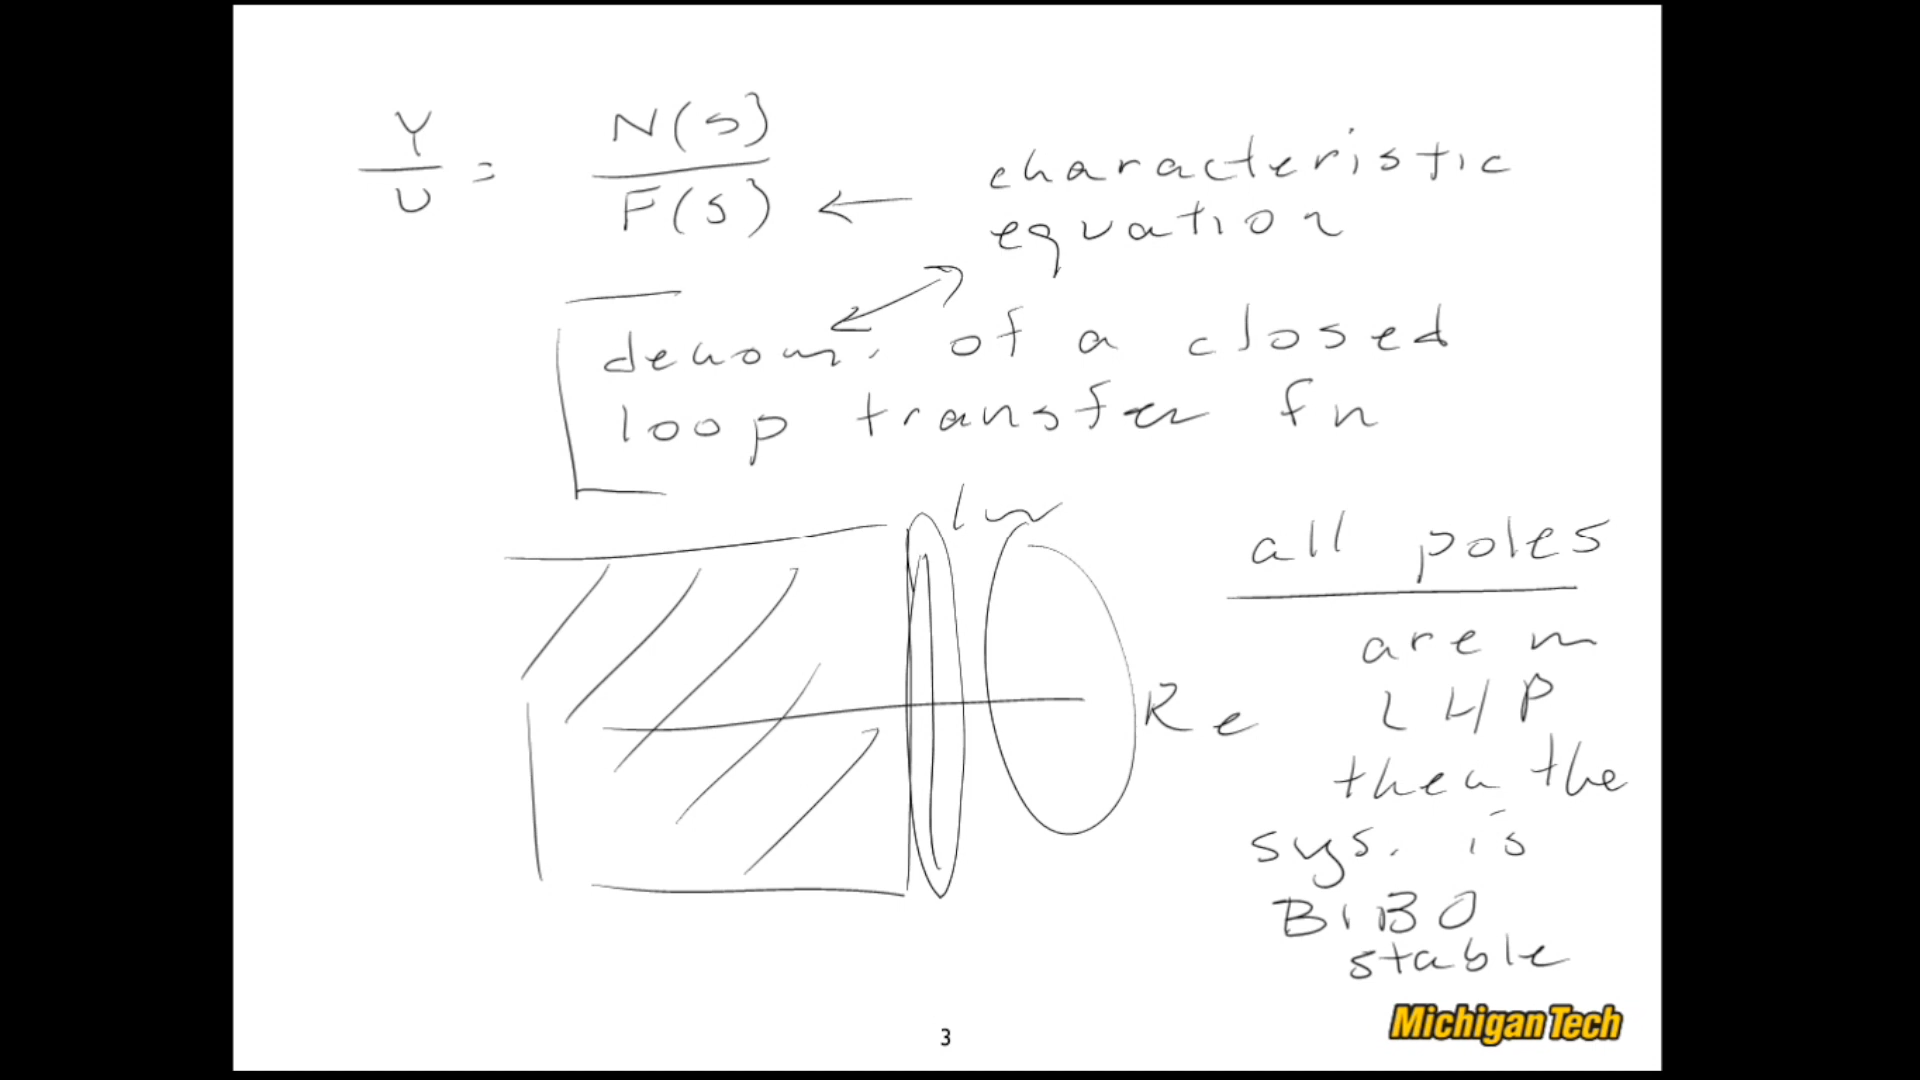 Y/U = N(s)/F(s) ← characteristic
equation
denom. of a closed
loop transfer fn
Im
Re
all poles
are in
LHP
then the
sys. is
BIBO
stable
Michigan Tech
3